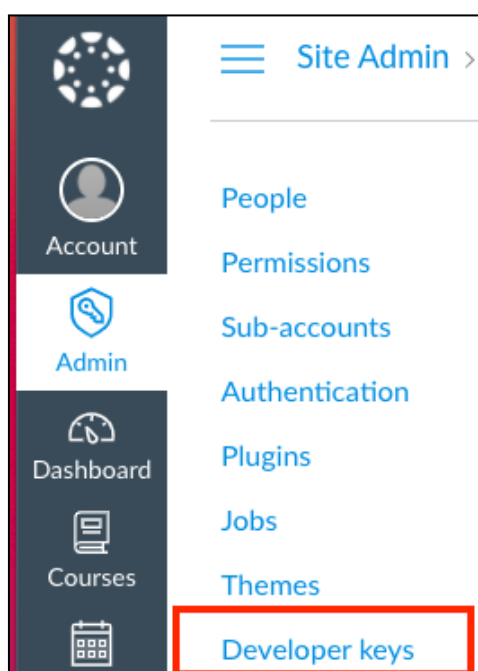 Site Admin >
Account
Admin
Dashboard
Courses
People
Permissions
Sub-accounts
Authentication
Plugins
Jobs
Themes
Developer keys